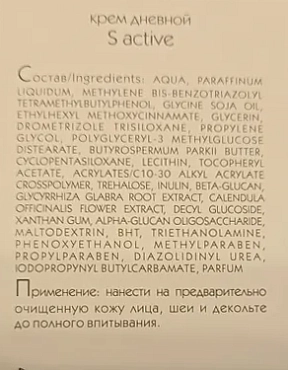 крем дневной
S active
Состав/Ingredients: AQUA, PARAFFINUM
LIQUIDUM, METHYLENE BIS-BENZOTRIAZOLYL
TETRAMETHYLBUTYLPHENOL, GLYCINE SOJA OIL,
ETHYLHEXYL METHOXYCINNAMATE, GLYCERIN,
DROMETRIZOLE TRISILOXANE, PROPYLENE
GLYCOL, POLYGLYCERYL-3 METHYLGLUCOSE
DISTEARATE, BUTYROSPERMUM PARKII BUTTER,
CYCLOPENTASILOXANE, LECITHIN, TOCOPHERYL
ACETATE, ACRYLATES/C10-30 ALKYL ACRYLATE
CROSSPOLYMER, TREHALOSE, INULIN, BETA-GLUCAN,
GLYCYRRHIZA GLABRA ROOT EXTRACT, CALENDULA
OFFICINALIS FLOWER EXTRACT, DECYL GLUCOSIDE,
XANTHAN GUM, ALPHA-GLUCAN OLIGOSACCHARIDE,
MALTODEXTRIN, BHT, TRIETHANOLAMINE,
PHENOXYETHANOL, METHYLPARABEN,
PROPYLPARABEN, DIAZOLIDINYL UREA,
IODOPROPYNYL BUTYLCARBAMATE, PARFUM
Применение: нанести на предварительно
очищенную кожу лица, шеи и декольте
до полного впитывания.